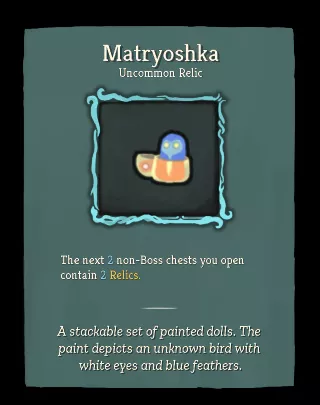 Matryoshka
Uncommon Relic
The next 2 non-Boss chests you open
contain 2 Relics.
A stackable set of painted dolls. The
paint depicts an unknown bird with
white eyes and blue feathers.